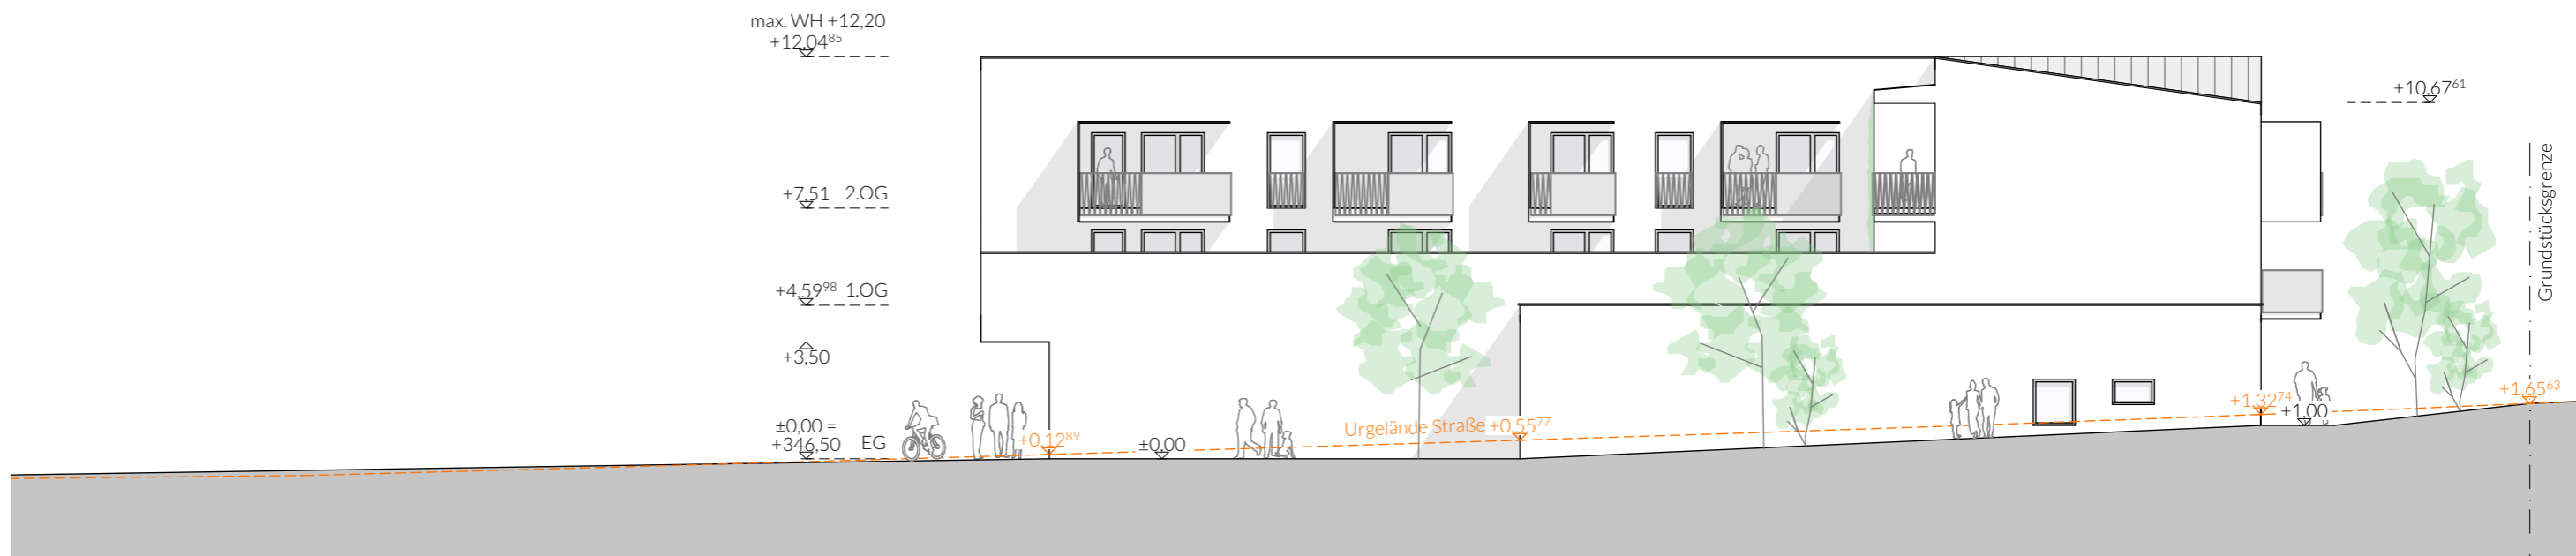 max. WH +12,20
+12,04⁸⁵
+10,67⁶¹
Grundstücksgrenze
+7,51 2.OG
+4,59⁹⁸ 1.OG
+3,50
±0,00 =
+346,50 EG
+0,12⁸⁹
±0,00
Urgelände Straße +0,55⁷⁷
+1,32⁷⁴
+1,00
+1,65⁶³